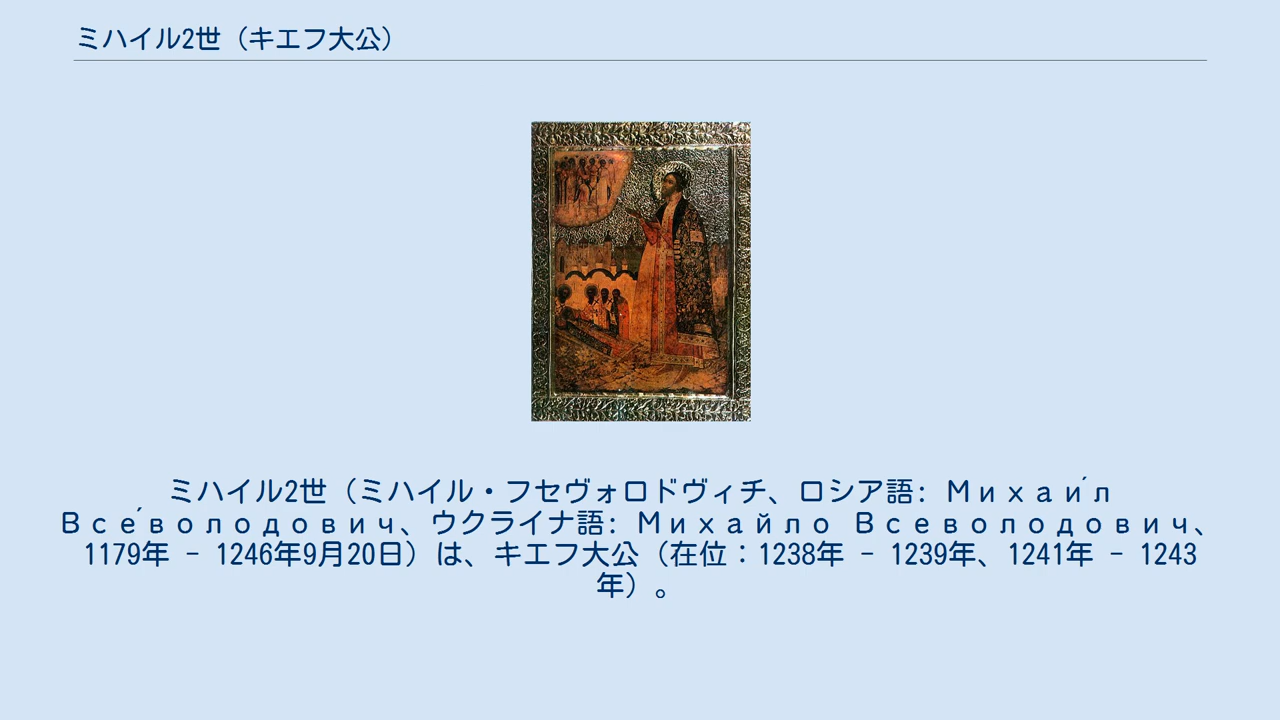 ミハイル2世（キエフ大公）
ミハイル2世（ミハイル・フセヴォロドヴィチ、ロシア語: Михаи́л
Все́володович、ウクライナ語: Михайло Всеволодович、
1179年 - 1246年9月20日）は、キエフ大公（在位：1238年 - 1239年、1241年 - 1243
年）。